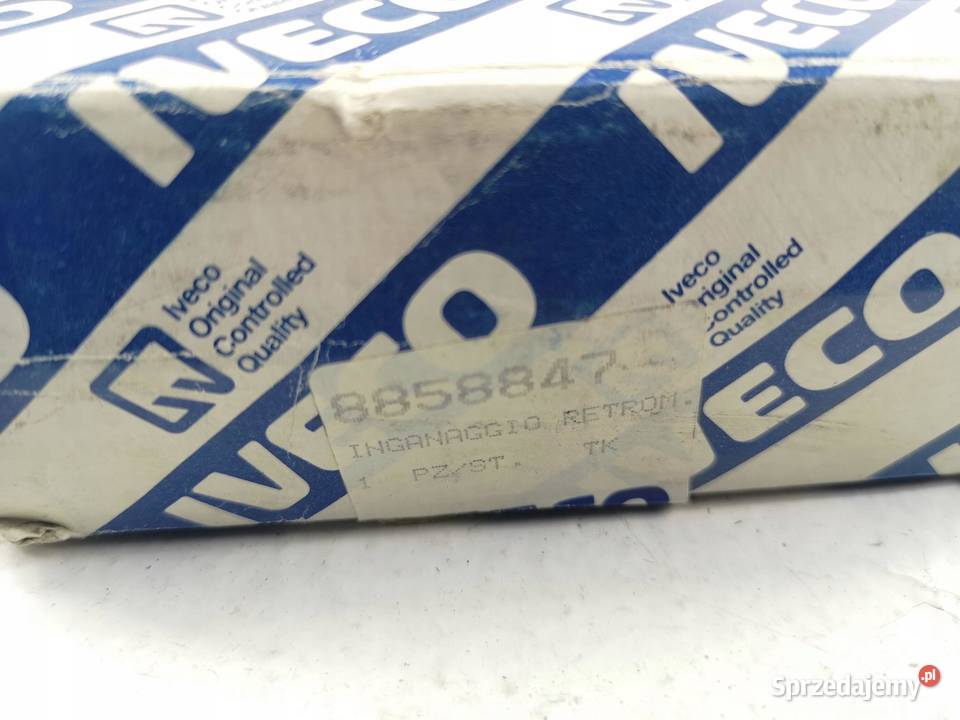 IVECO
IVECO
Iveco
Original
Controlled
Quality
Iveco
Original
Controlled
Quality
IVECO
IVECO
8858847
INGANAGGIO RETROM.
1 PZ/ST. TK
Sprzedajemy.pl